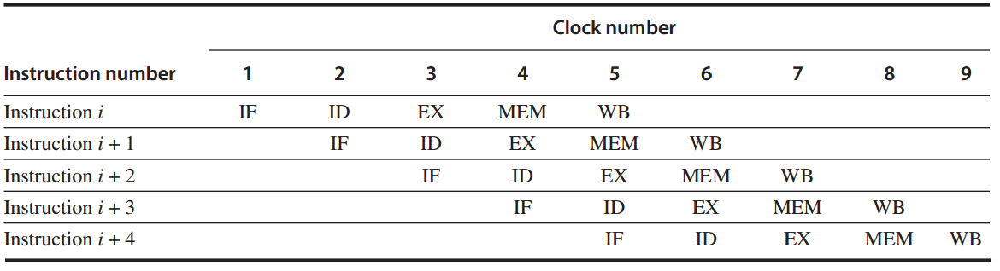 Clock number
Instruction number 1 2 3 4 5 6 7 8 9
Instruction i IF ID EX MEM WB
Instruction i + 1 IF ID EX MEM WB
Instruction i + 2 IF ID EX MEM WB
Instruction i + 3 IF ID EX MEM WB
Instruction i + 4 IF ID EX MEM WB